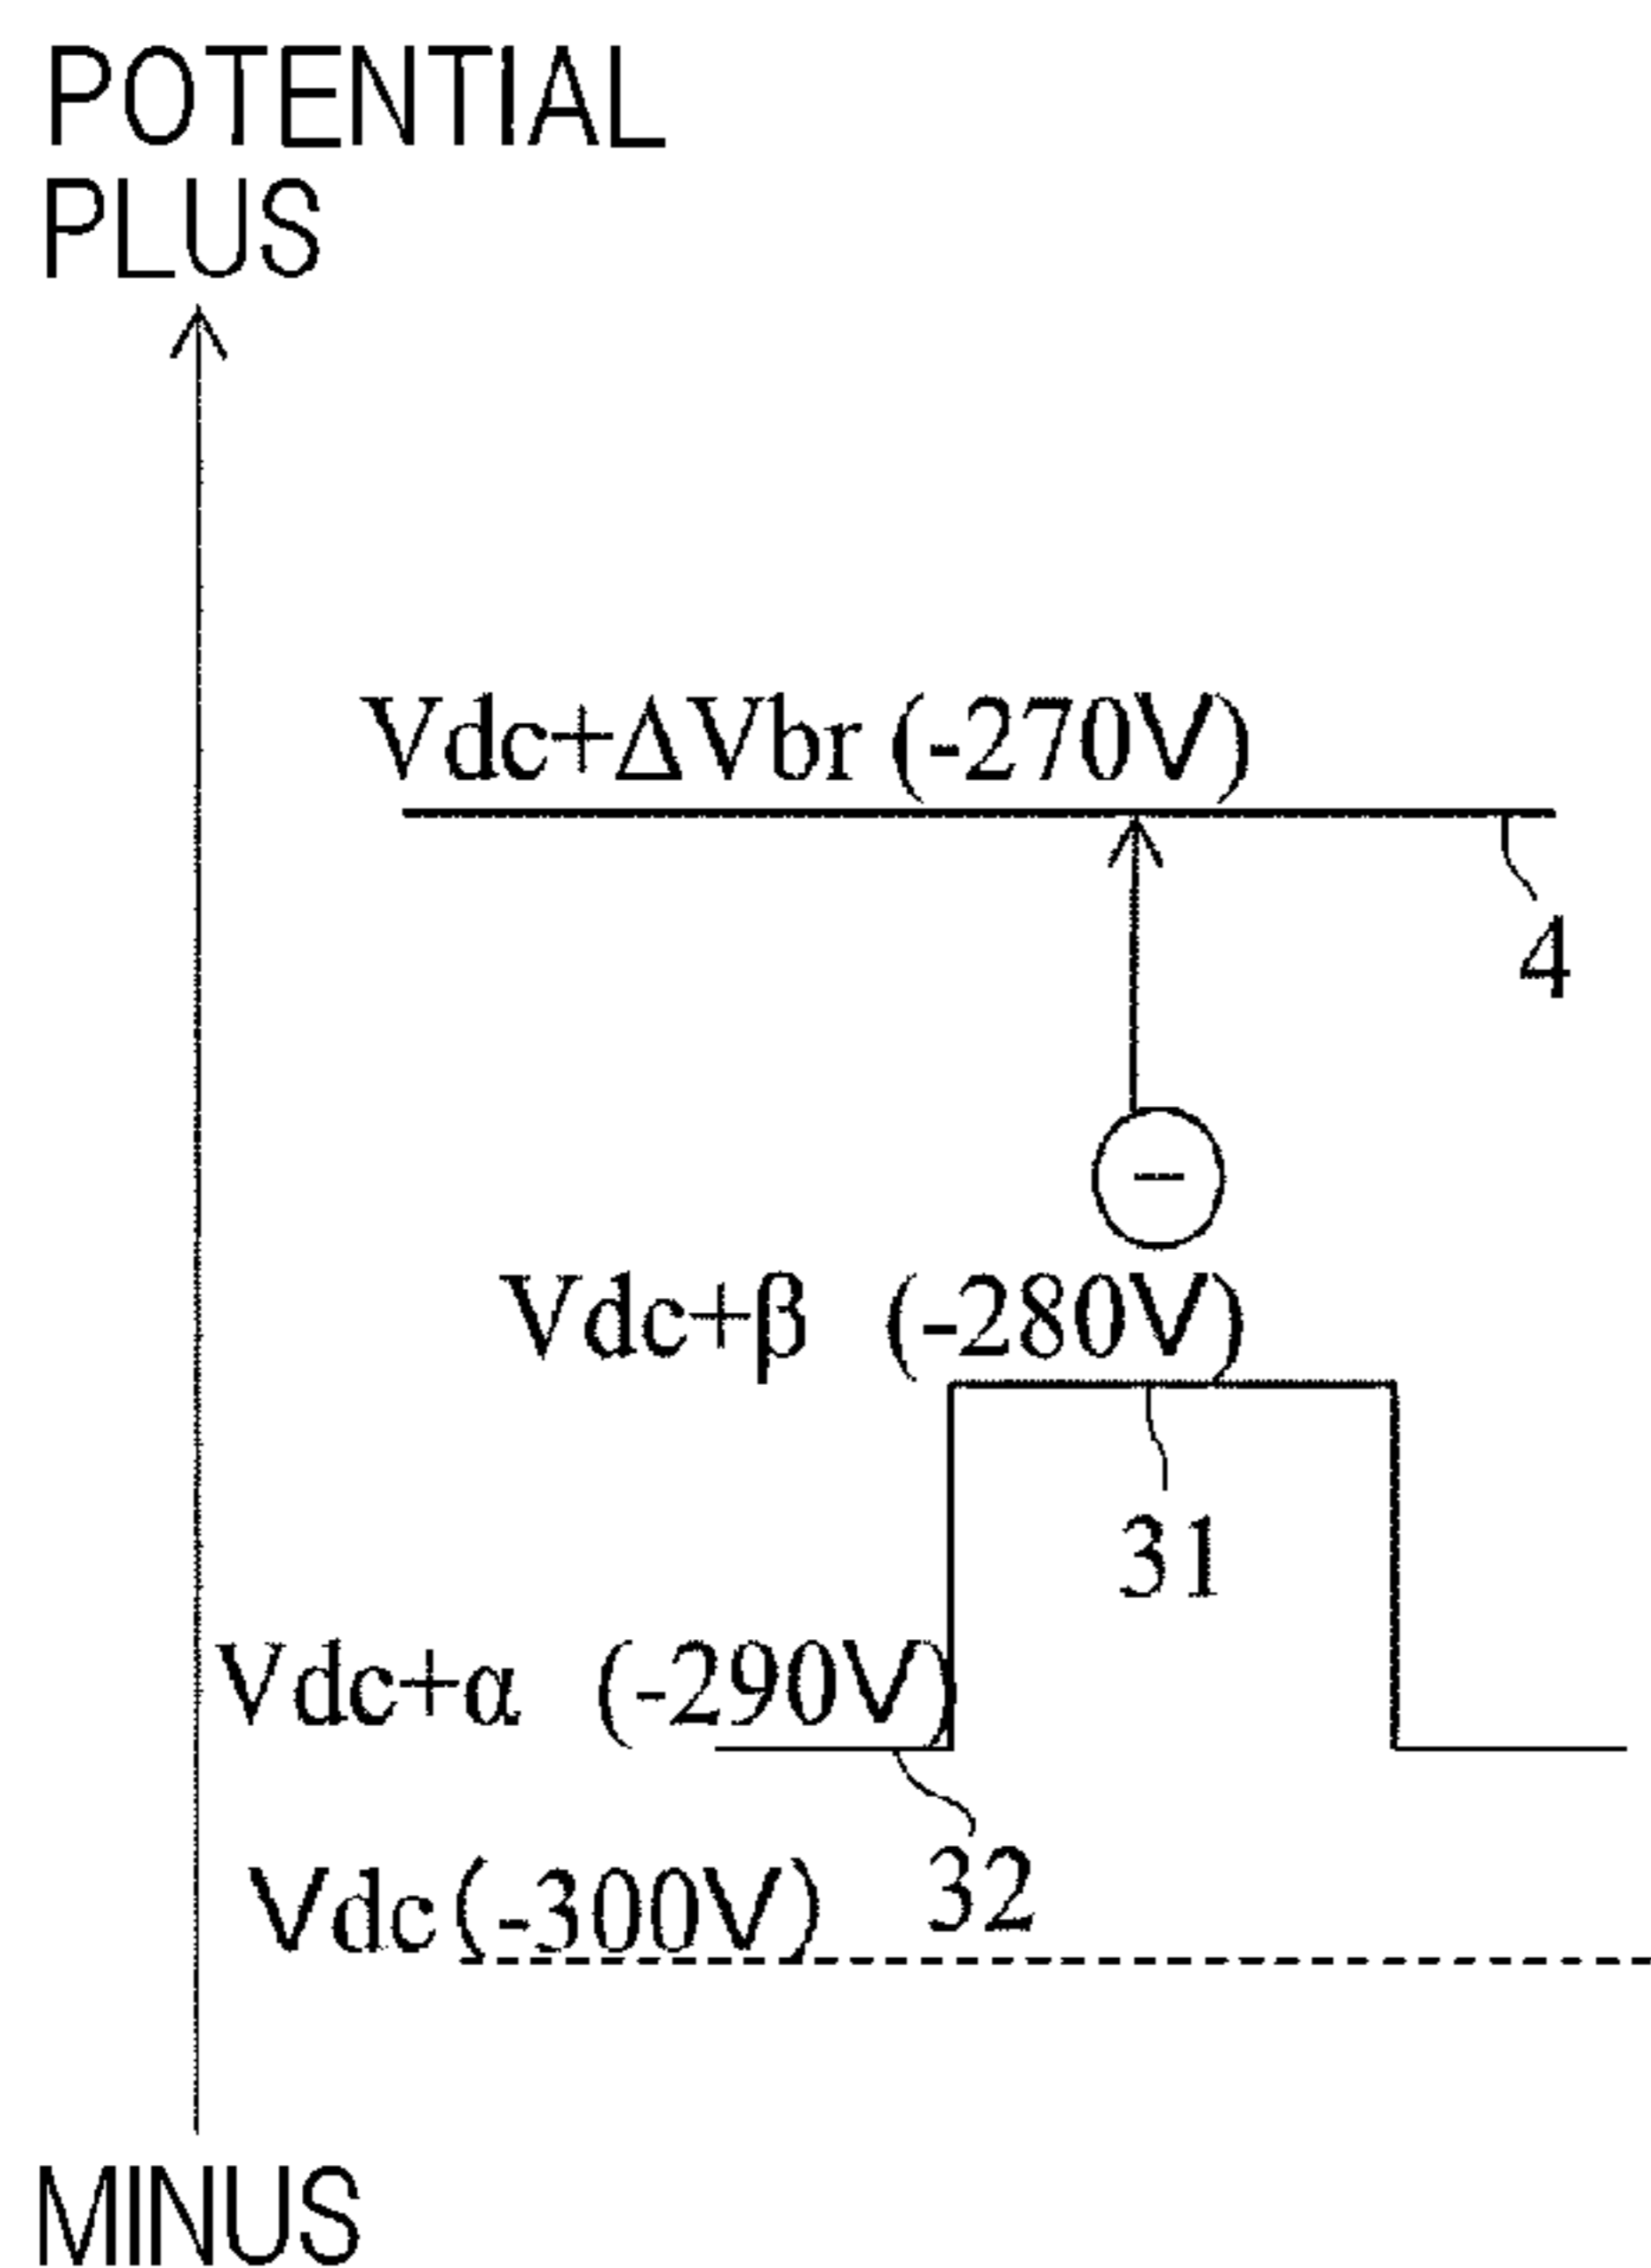 POTENTIAL
PLUS
Vdc+ΔVbr (-270V)
4
−
Vdc+β (-280V)
31
Vdc+α (-290V)
32
Vdc(-300V)
MINUS